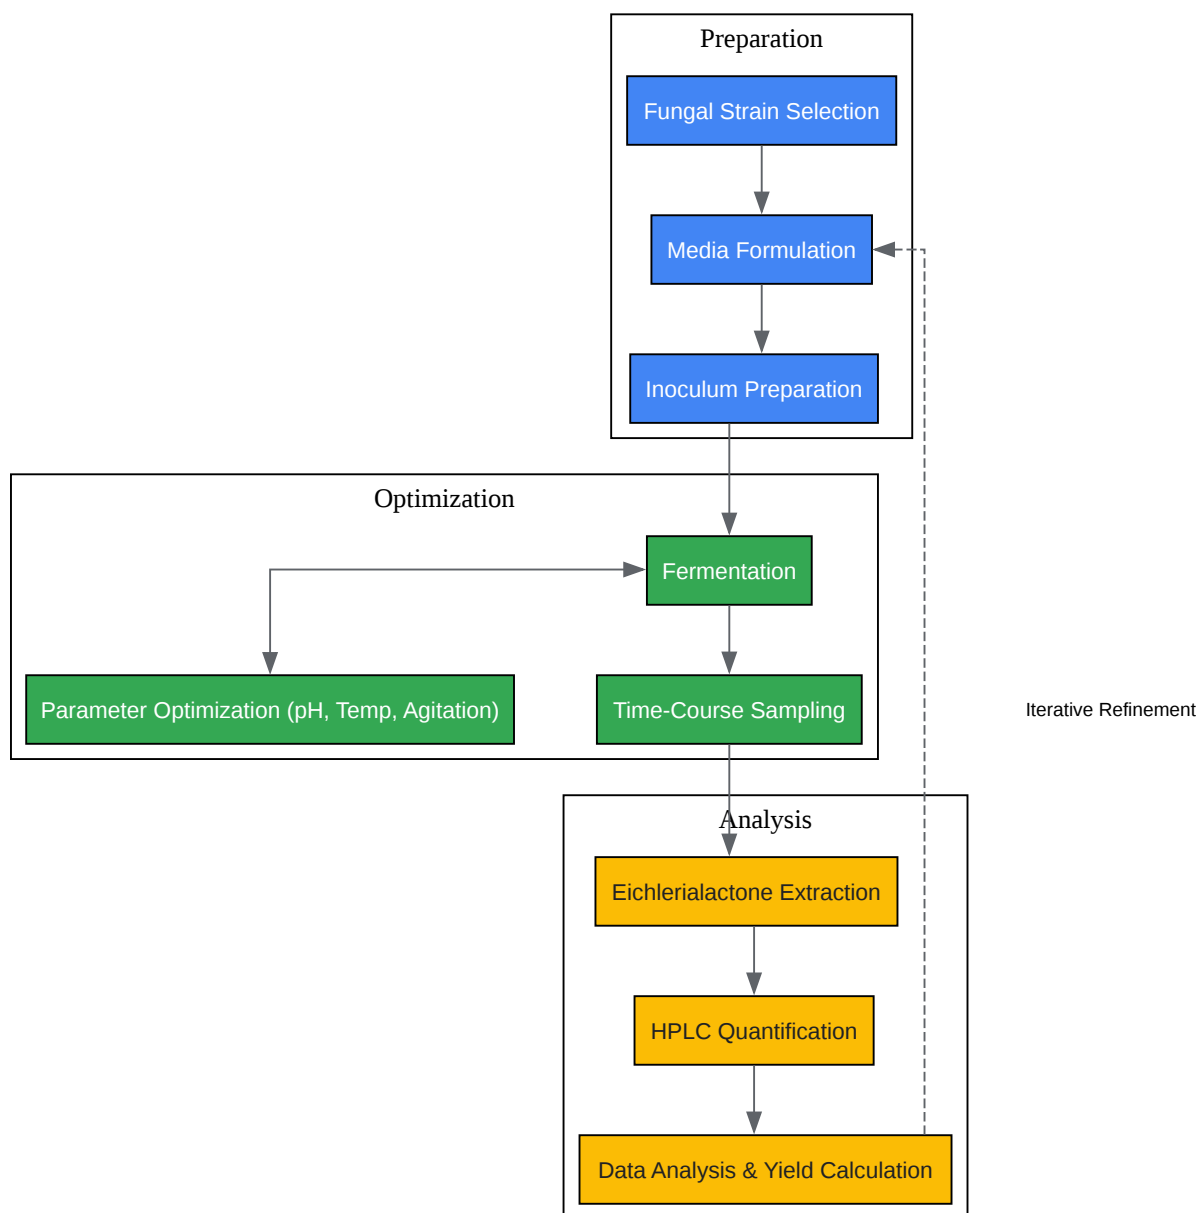 Preparation
Fungal Strain Selection
Media Formulation
Inoculum Preparation
Optimization
Fermentation
Parameter Optimization (pH, Temp, Agitation)
Time-Course Sampling
Iterative Refinement
Analysis
Eichlerialactone Extraction
HPLC Quantification
Data Analysis & Yield Calculation